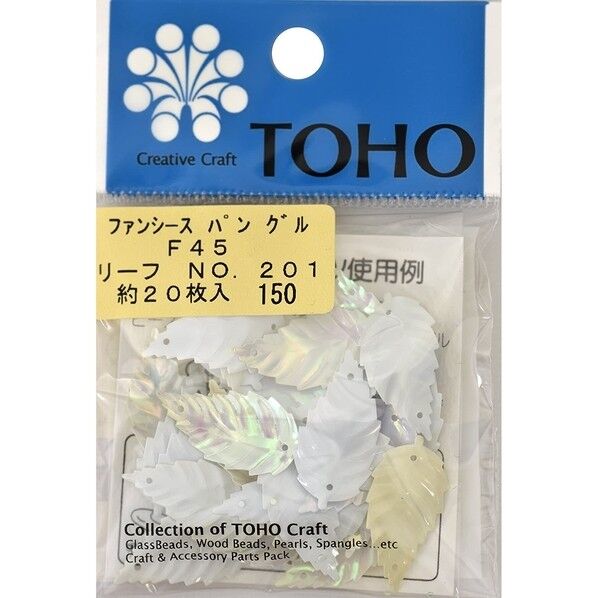 Creative Craft
TOHO
ファンシース パングル
F45
リーフ NO. 201
約20枚入 150
使用例
Collection of TOHO Craft
GlassBeads, Wood Beads, Pearls, Spangles...etc
Craft & Accessory Parts Pack